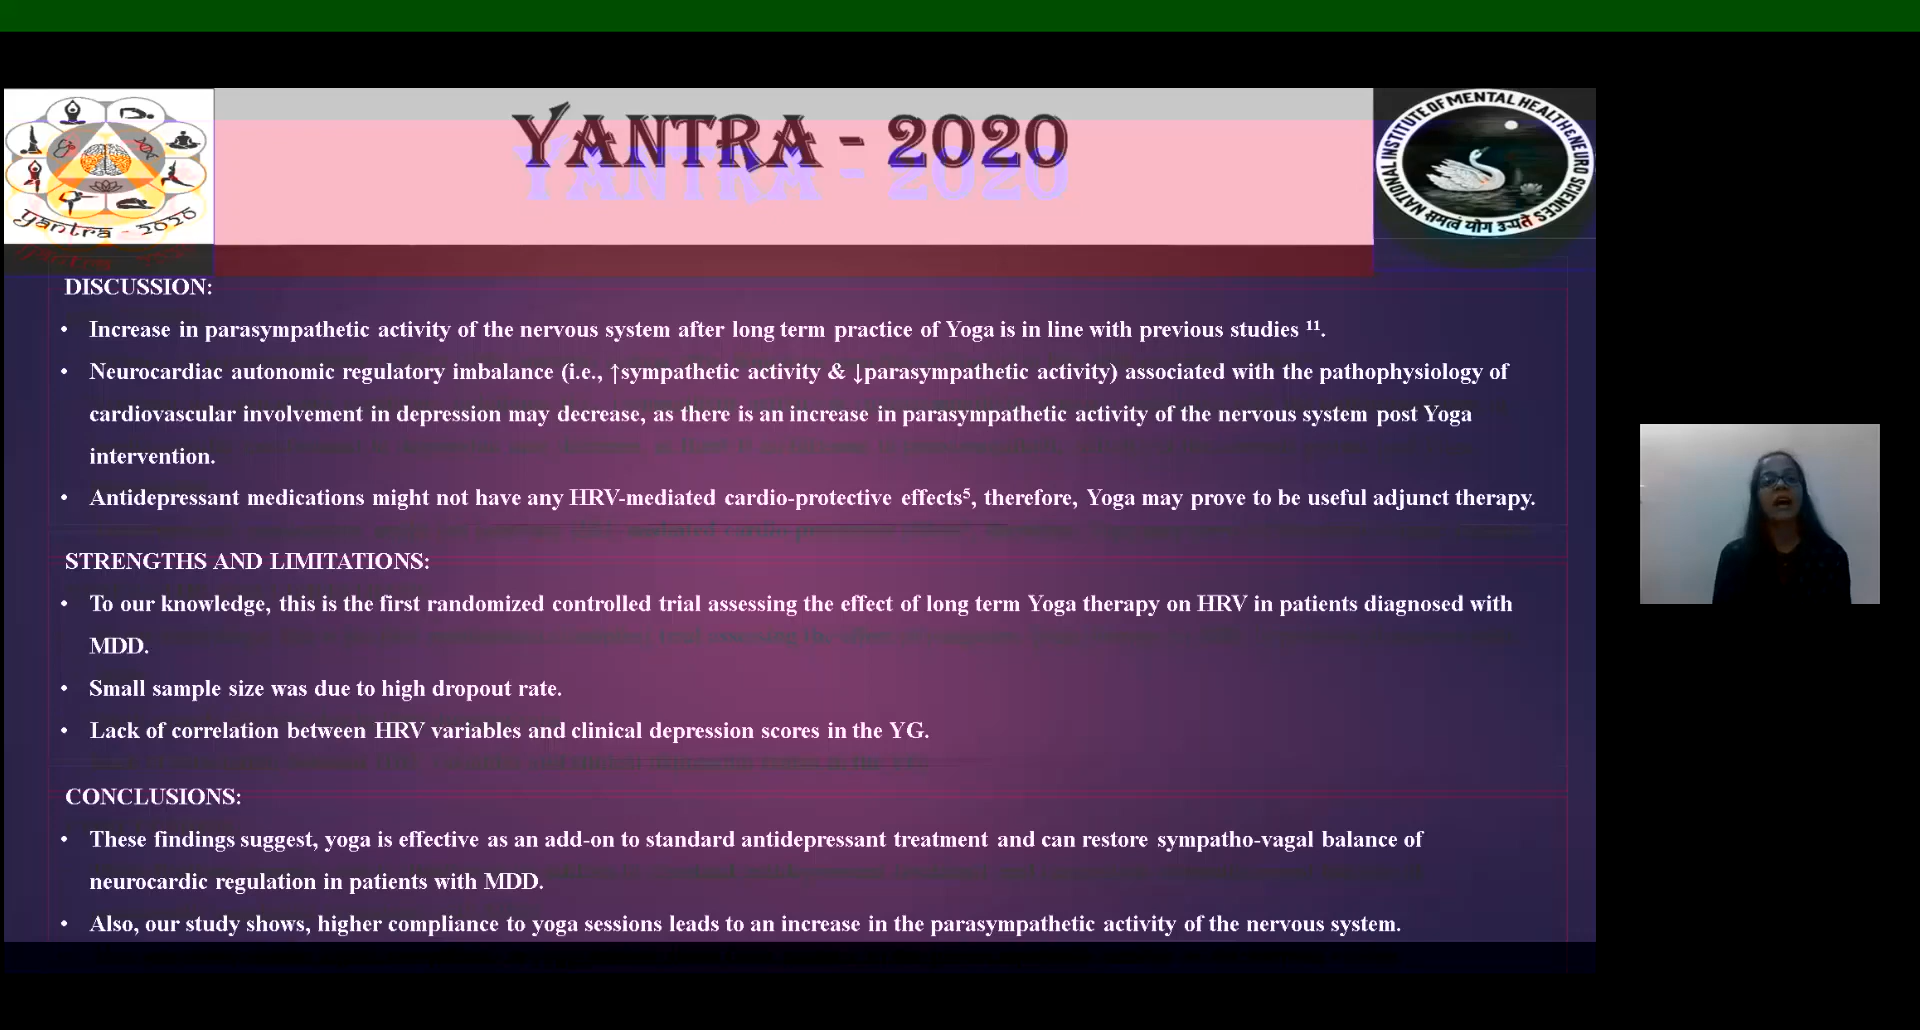 YANTRA - 2020
Yantra - 2020
NATIONAL INSTITUTE OF MENTAL HEALTH & NEURO SCIENCES
समत्वं योग उच्यते
DISCUSSION:
• Increase in parasympathetic activity of the nervous system after long term practice of Yoga is in line with previous studies ¹¹.
• Neurocardiac autonomic regulatory imbalance (i.e., ↑sympathetic activity & ↓parasympathetic activity) associated with the pathophysiology of
cardiovascular involvement in depression may decrease, as there is an increase in parasympathetic activity of the nervous system post Yoga
intervention.
• Antidepressant medications might not have any HRV-mediated cardio-protective effects⁵, therefore, Yoga may prove to be useful adjunct therapy.
STRENGTHS AND LIMITATIONS:
• To our knowledge, this is the first randomized controlled trial assessing the effect of long term Yoga therapy on HRV in patients diagnosed with
MDD.
• Small sample size was due to high dropout rate.
• Lack of correlation between HRV variables and clinical depression scores in the YG.
CONCLUSIONS:
• These findings suggest, yoga is effective as an add-on to standard antidepressant treatment and can restore sympatho-vagal balance of
neurocardic regulation in patients with MDD.
• Also, our study shows, higher compliance to yoga sessions leads to an increase in the parasympathetic activity of the nervous system.